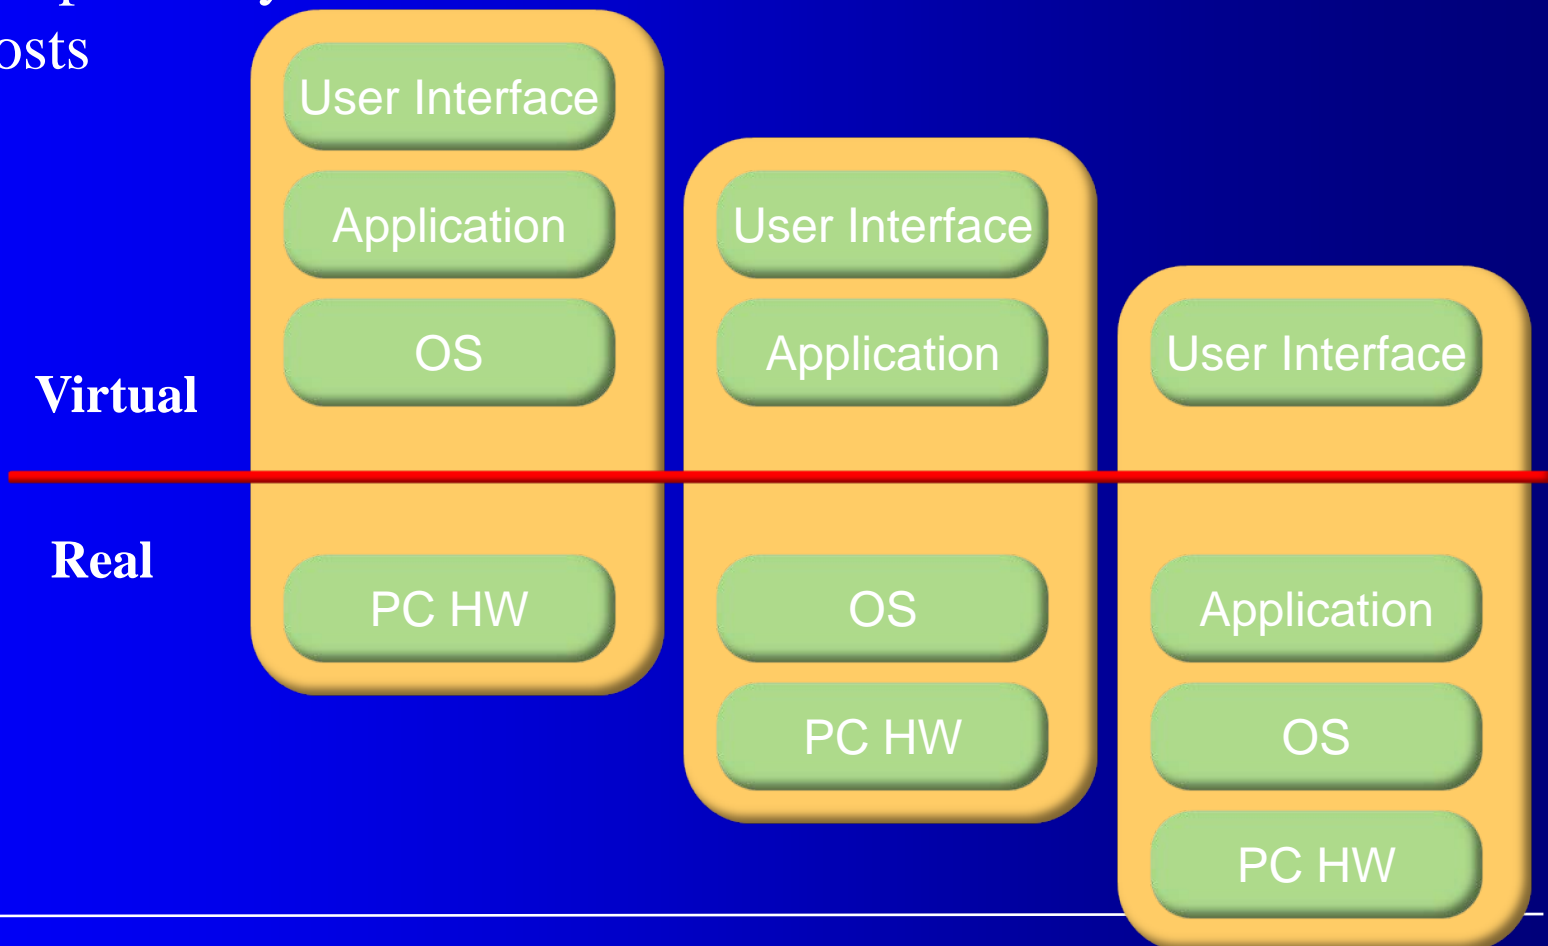 osts
User Interface
Application
OS
PC HW
User Interface
Application
OS
PC HW
User Interface
Application
OS
PC HW
Virtual
Real